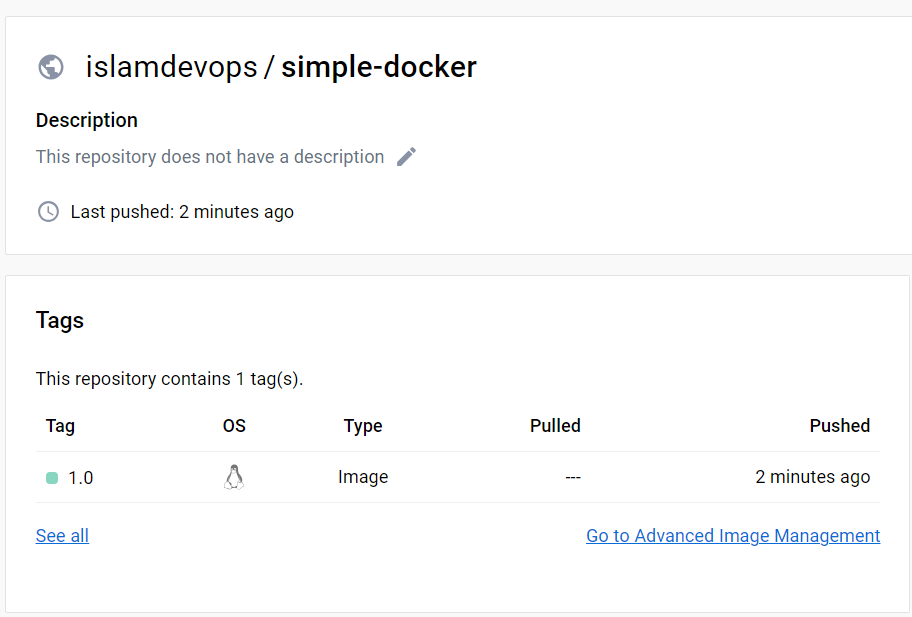 islamdevops / simple-docker
Description
This repository does not have a description
Last pushed: 2 minutes ago
Tags
This repository contains 1 tag(s).
Tag OS Type Pulled Pushed
1.0 Image --- 2 minutes ago
See all Go to Advanced Image Management